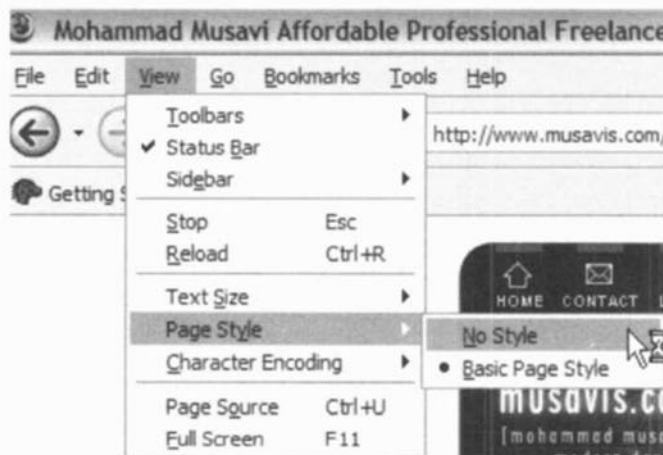 Mohammad Musavi Affordable Professional Freelance
File Edit View Go Bookmarks Tools Help
http://www.musavis.com/
Getting
Toolbars
✔ Status Bar
Sidebar
Stop Esc
Reload Ctrl+R
Text Size
Page Style
Character Encoding
Page Source Ctrl+U
Full Screen F11
No Style
• Basic Page Style
HOME CONTACT
musavis.co
[mohammad musa